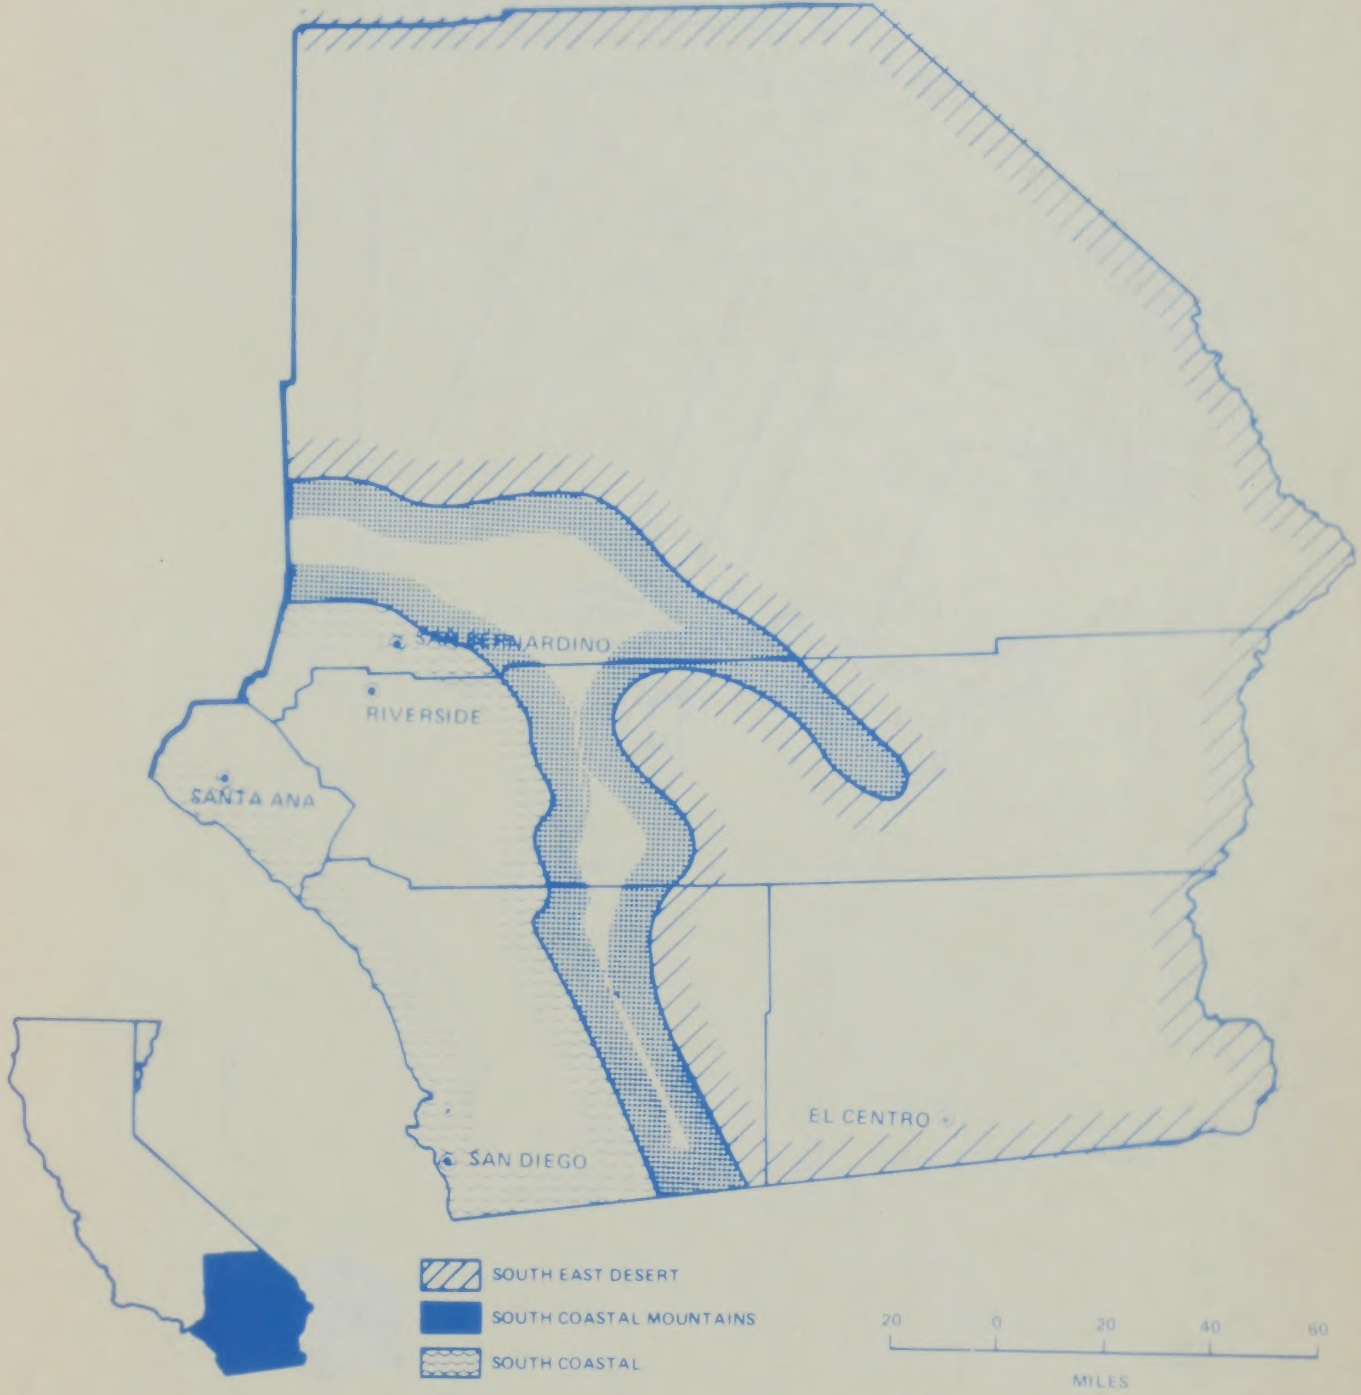 SAN BERNARDINO
RIVERSIDE
SANTA ANA
EL CENTRO
SAN DIEGO
SOUTH EAST DESERT
SOUTH COASTAL MOUNTAINS
SOUTH COASTAL
20 0 20 40 60
MILES